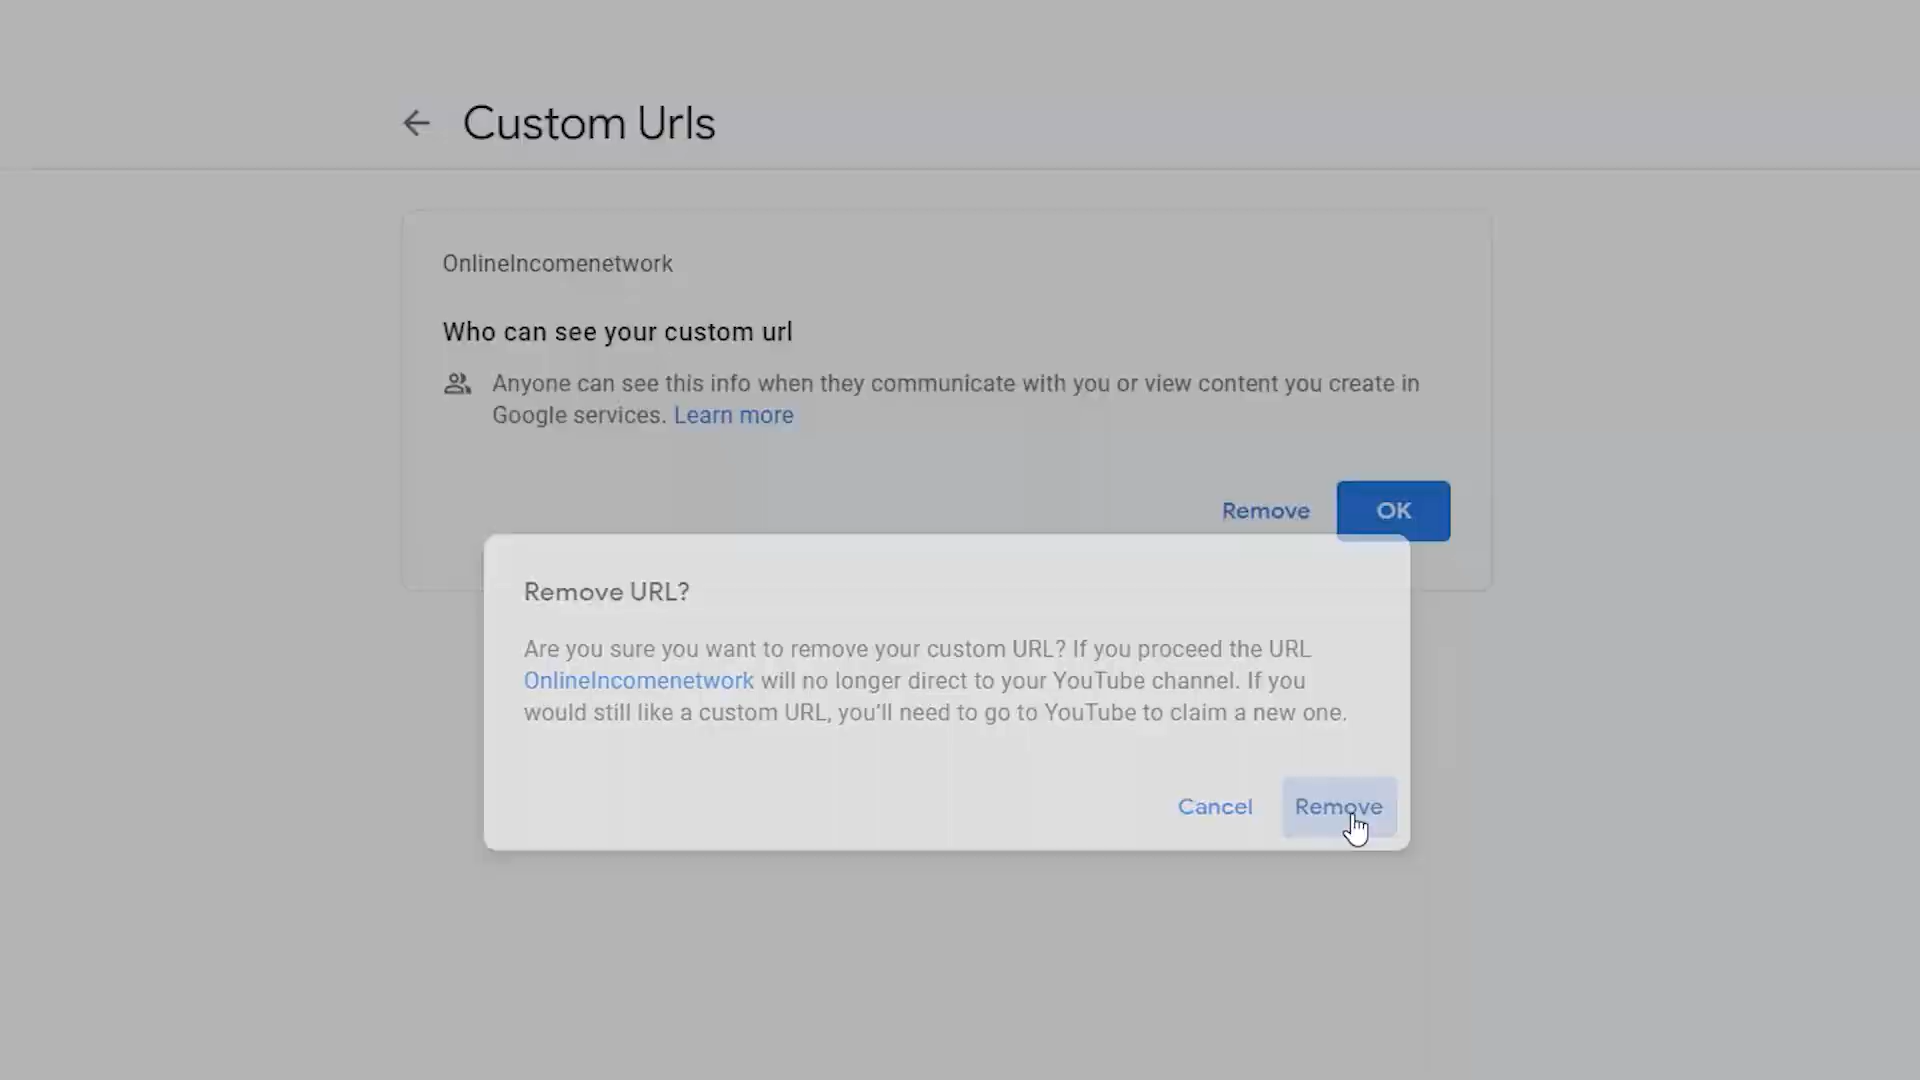 Custom Urls
OnlineIncomenetwork
Who can see your custom url
Anyone can see this info when they communicate with you or view content you create in
Google services. Learn more
Remove OK
Remove URL?
Are you sure you want to remove your custom URL? If you proceed the URL
OnlineIncomenetwork will no longer direct to your YouTube channel. If you
would still like a custom URL, you'll need to go to YouTube to claim a new one.
Cancel Remove